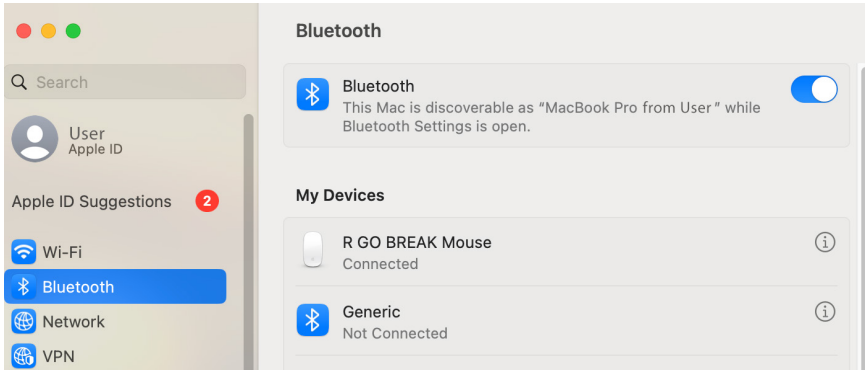 Bluetooth
Search
Bluetooth
This Mac is discoverable as “MacBook Pro from User” while
Bluetooth Settings is open.
User
Apple ID
Apple ID Suggestions
2
My Devices
Wi-Fi
Bluetooth
Network
VPN
R GO BREAK Mouse
Connected
Generic
Not Connected